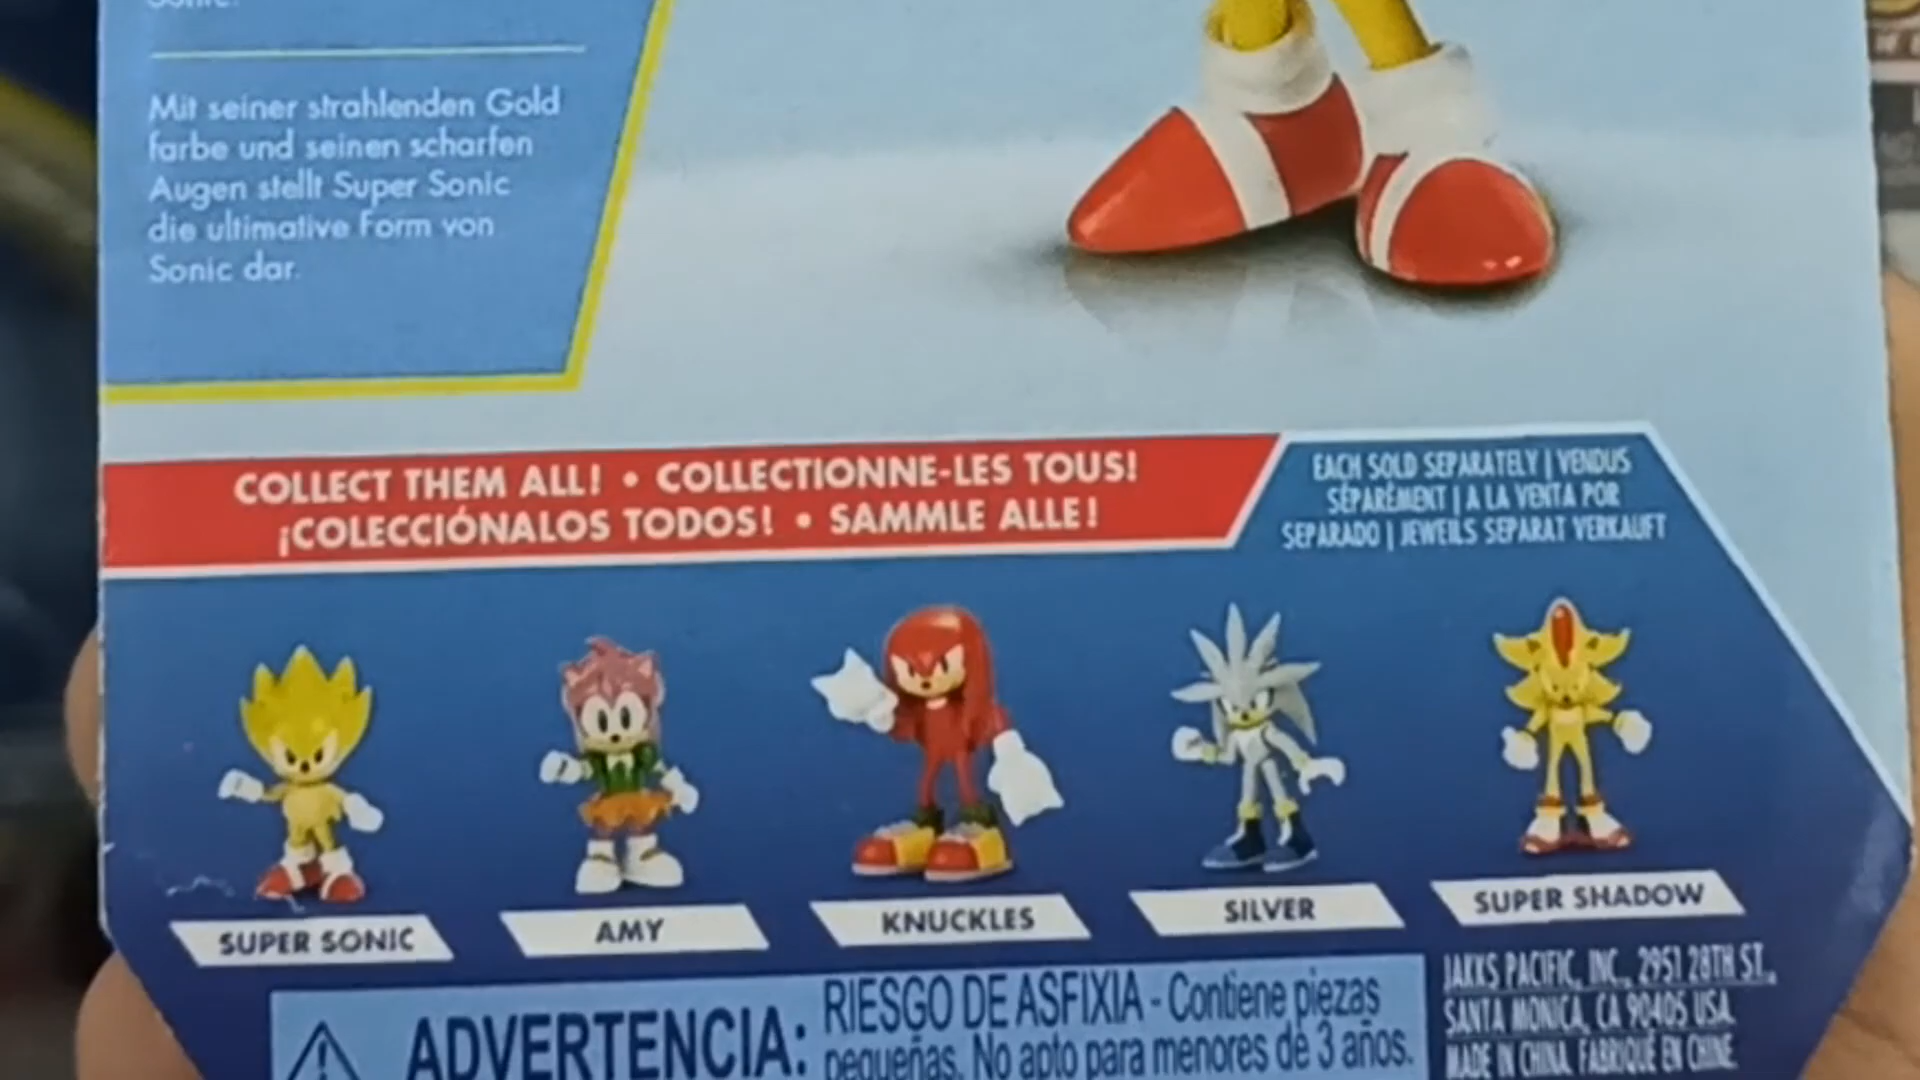 Sonic.
Mit seiner strahlenden Gold
farbe und seinen scharfen
Augen stellt Super Sonic
die ultimative Form von
Sonic dar.
COLLECT THEM ALL! • COLLECTIONNE-LES TOUS!
¡COLECCIÓNALOS TODOS! • SAMMLE ALLE!
EACH SOLD SEPARATELY | VENDUS
SÉPARÉMENT | A LA VENTA POR
SEPARADO | JEWEILS SEPARAT VERKAUFT
SUPER SONIC
AMY
KNUCKLES
SILVER
SUPER SHADOW
ADVERTENCIA:
RIESGO DE ASFIXIA - Contiene piezas
pequeñas. No apto para menores de 3 años.
JAKKS PACIFIC, INC., 2951 28TH ST.,
SANTA MONICA, CA 90405 USA.
MADE IN CHINA. FABRIQUÉ EN CHINE.